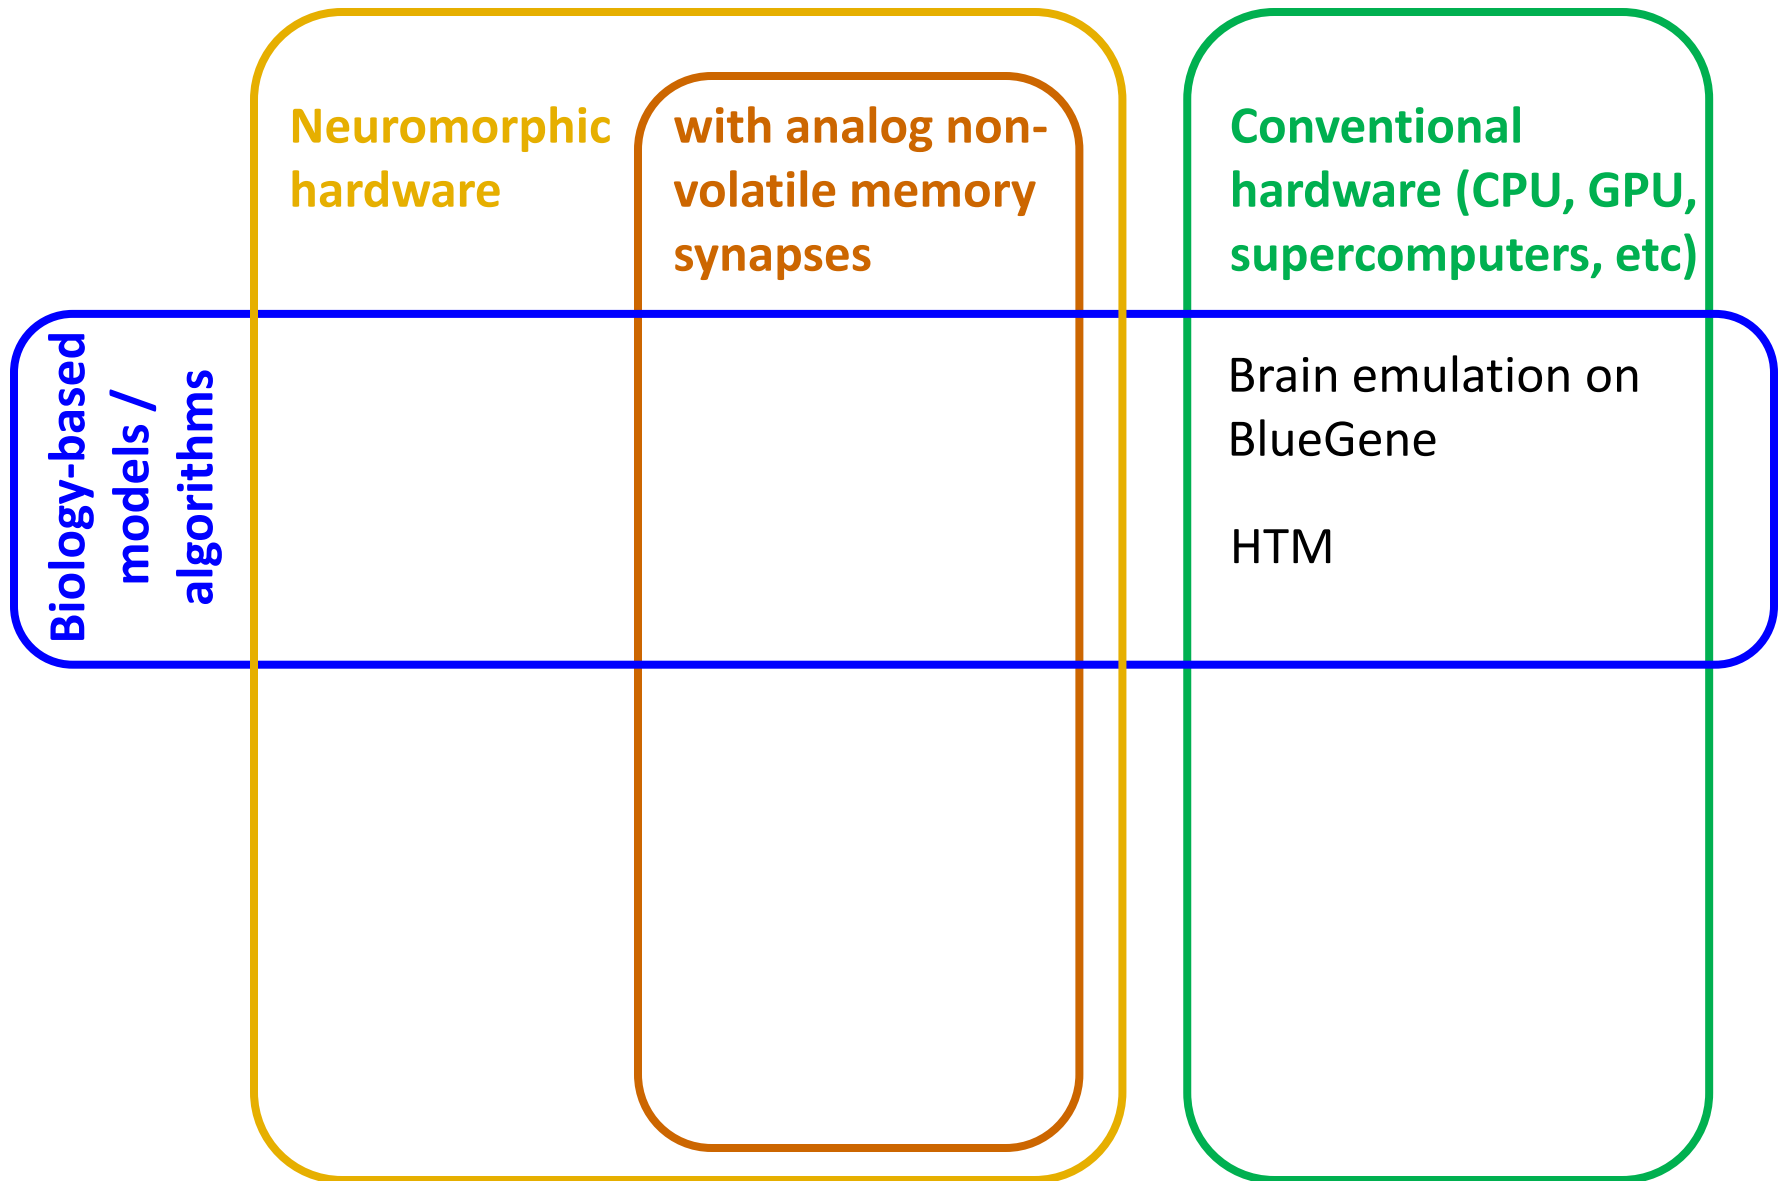 Neuromorphic
hardware
with analog non-
volatile memory
synapses
Conventional
hardware (CPU, GPU,
supercomputers, etc)
Biology-based
models /
algorithms
Brain emulation on
BlueGene
HTM